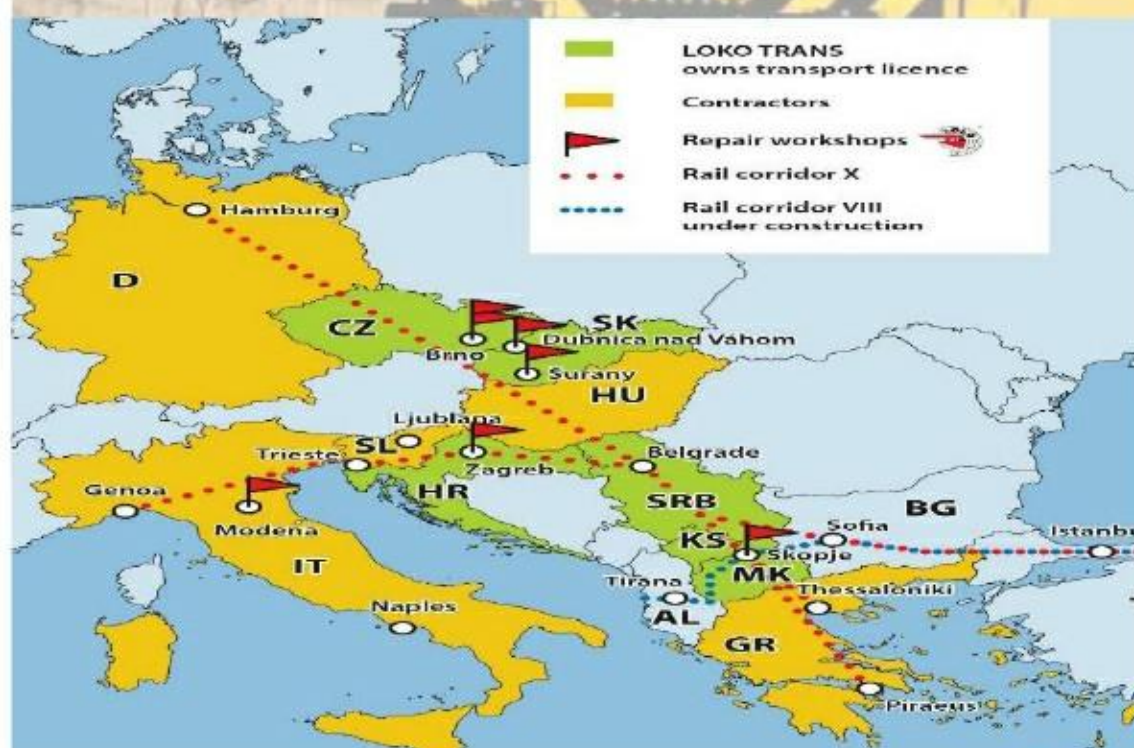 LOKO TRANS
owns transport licence
Contractors
Repair workshops
Rail corridor X
Rail corridor VIII
under construction
Hamburg
D
CZ
SK
Brno
Dubnica nad Váhom
Šurany
HU
Ljublana
Trieste
SL
Zagreb
Belgrade
Genoa
HR
Modena
SRB
BG
KS
Sofia
Istanbu
Skopje
IT
MK
Tirana
Thessaloniki
Naples
AL
GR
Piraeus